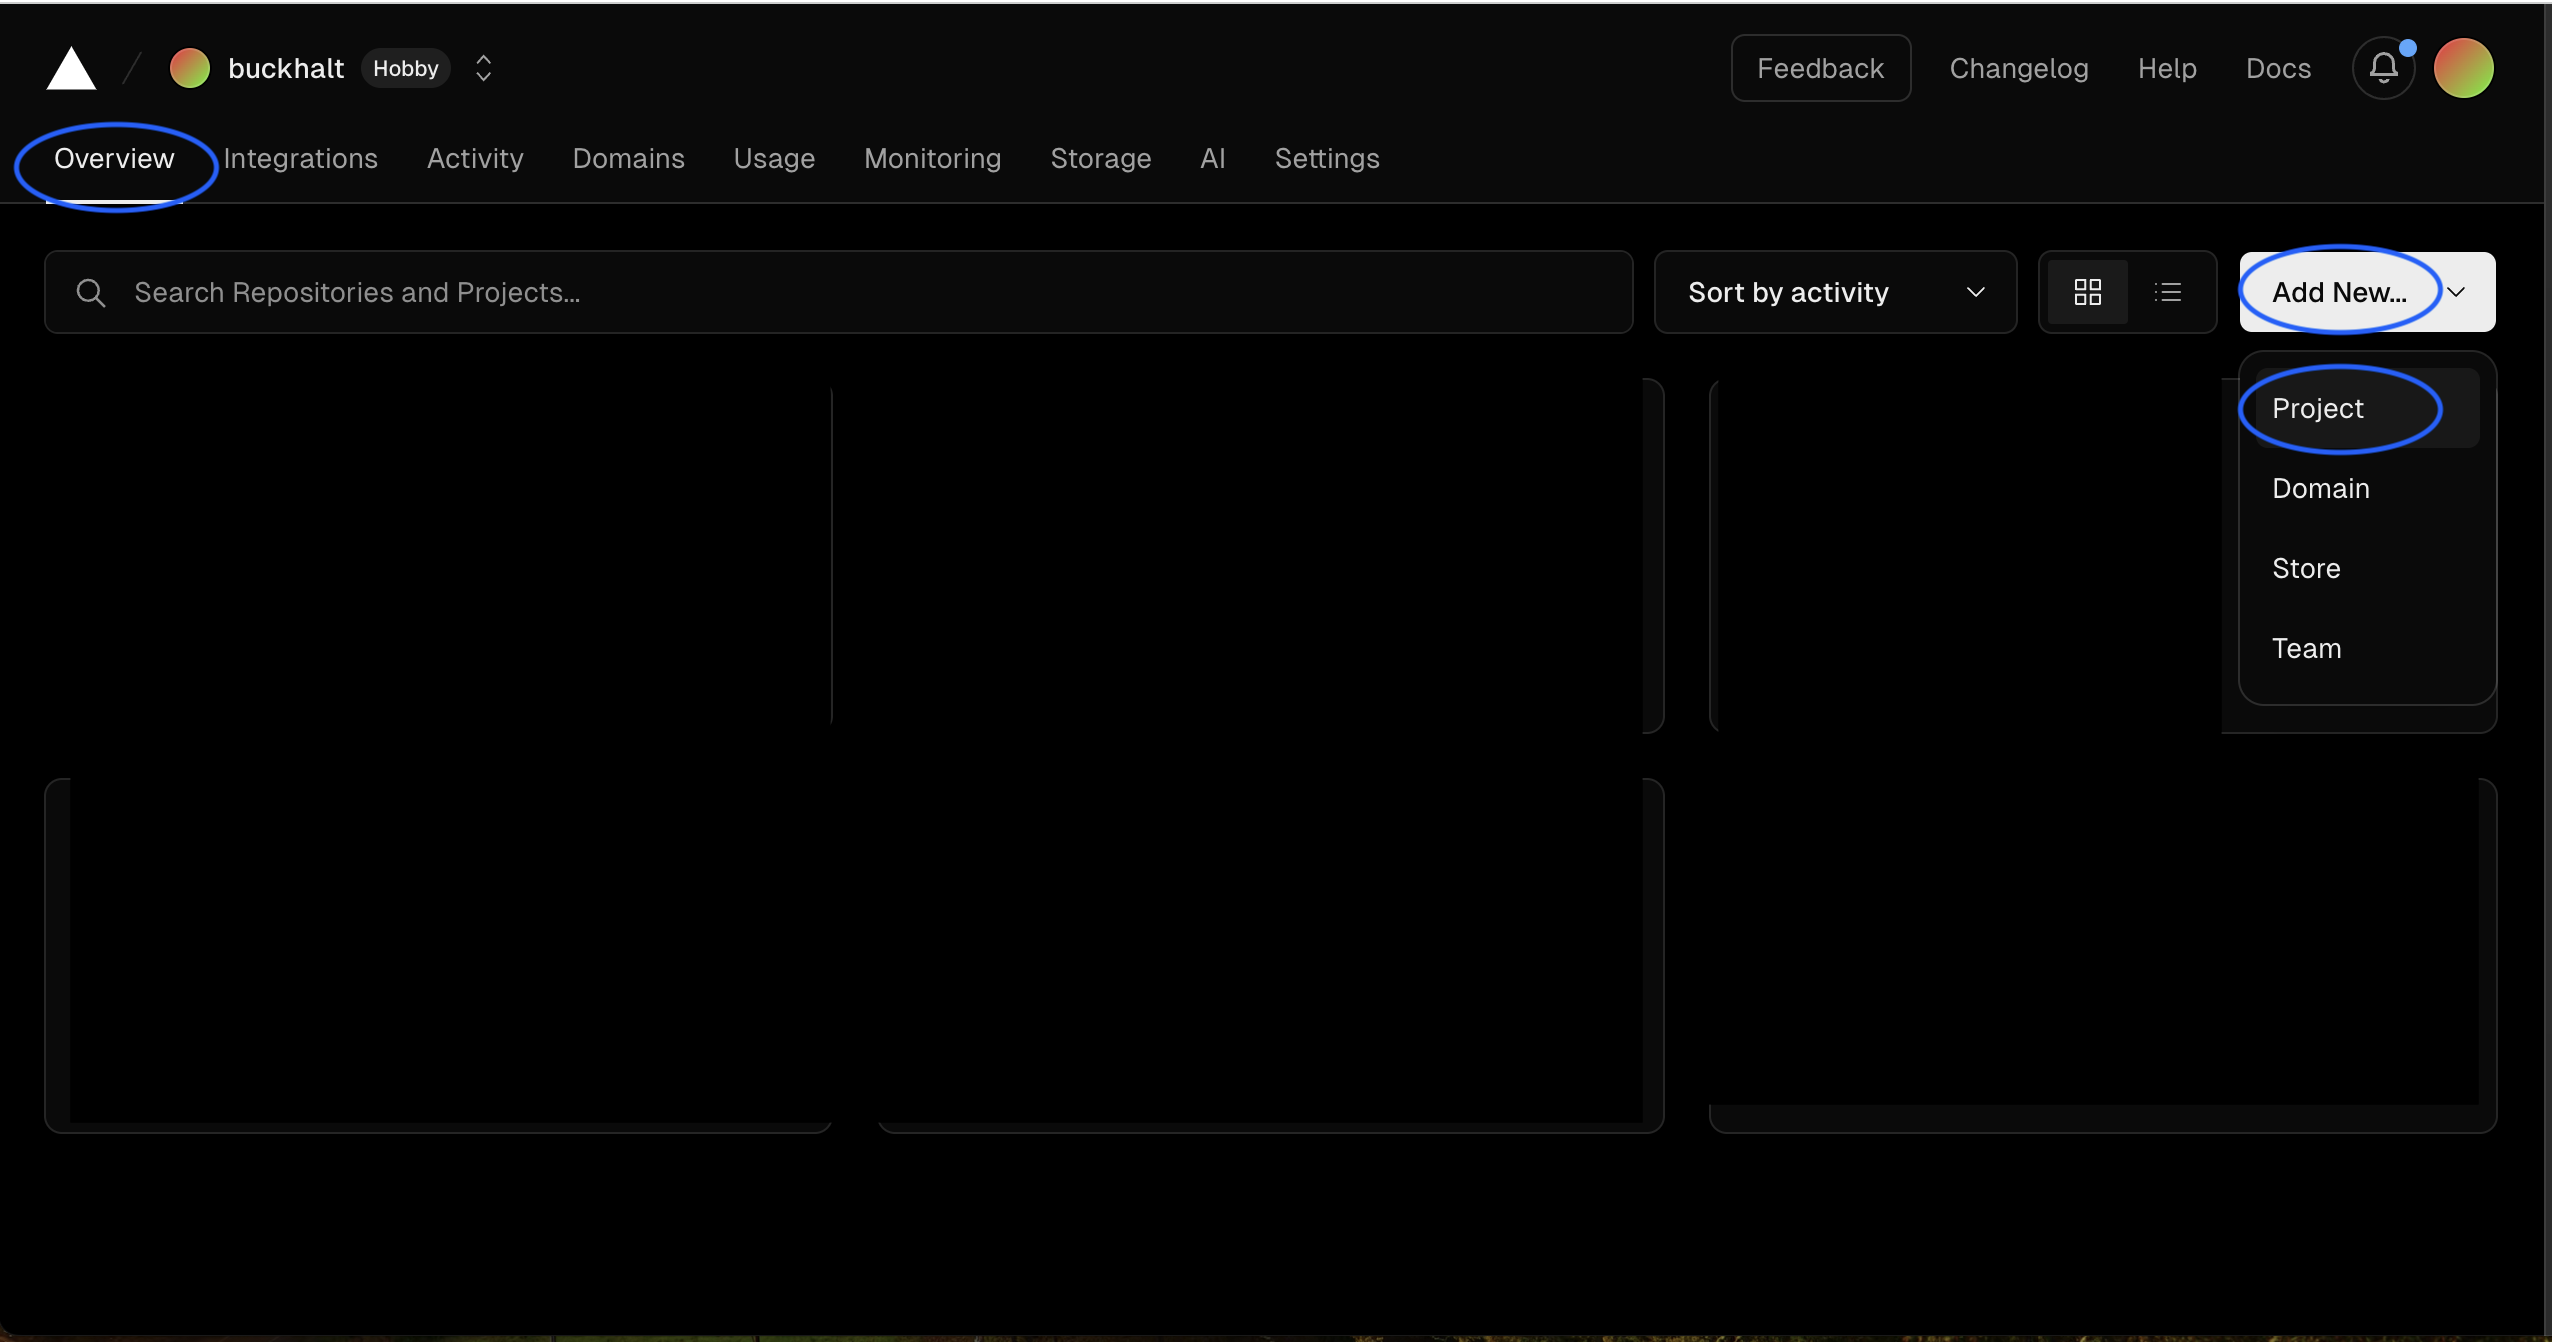 buckhalt Hobby Feedback Changelog Help Docs
Overview Integrations Activity Domains Usage Monitoring Storage AI Settings
Search Repositories and Projects... Sort by activity Add New...
Project
Domain
Store
Team